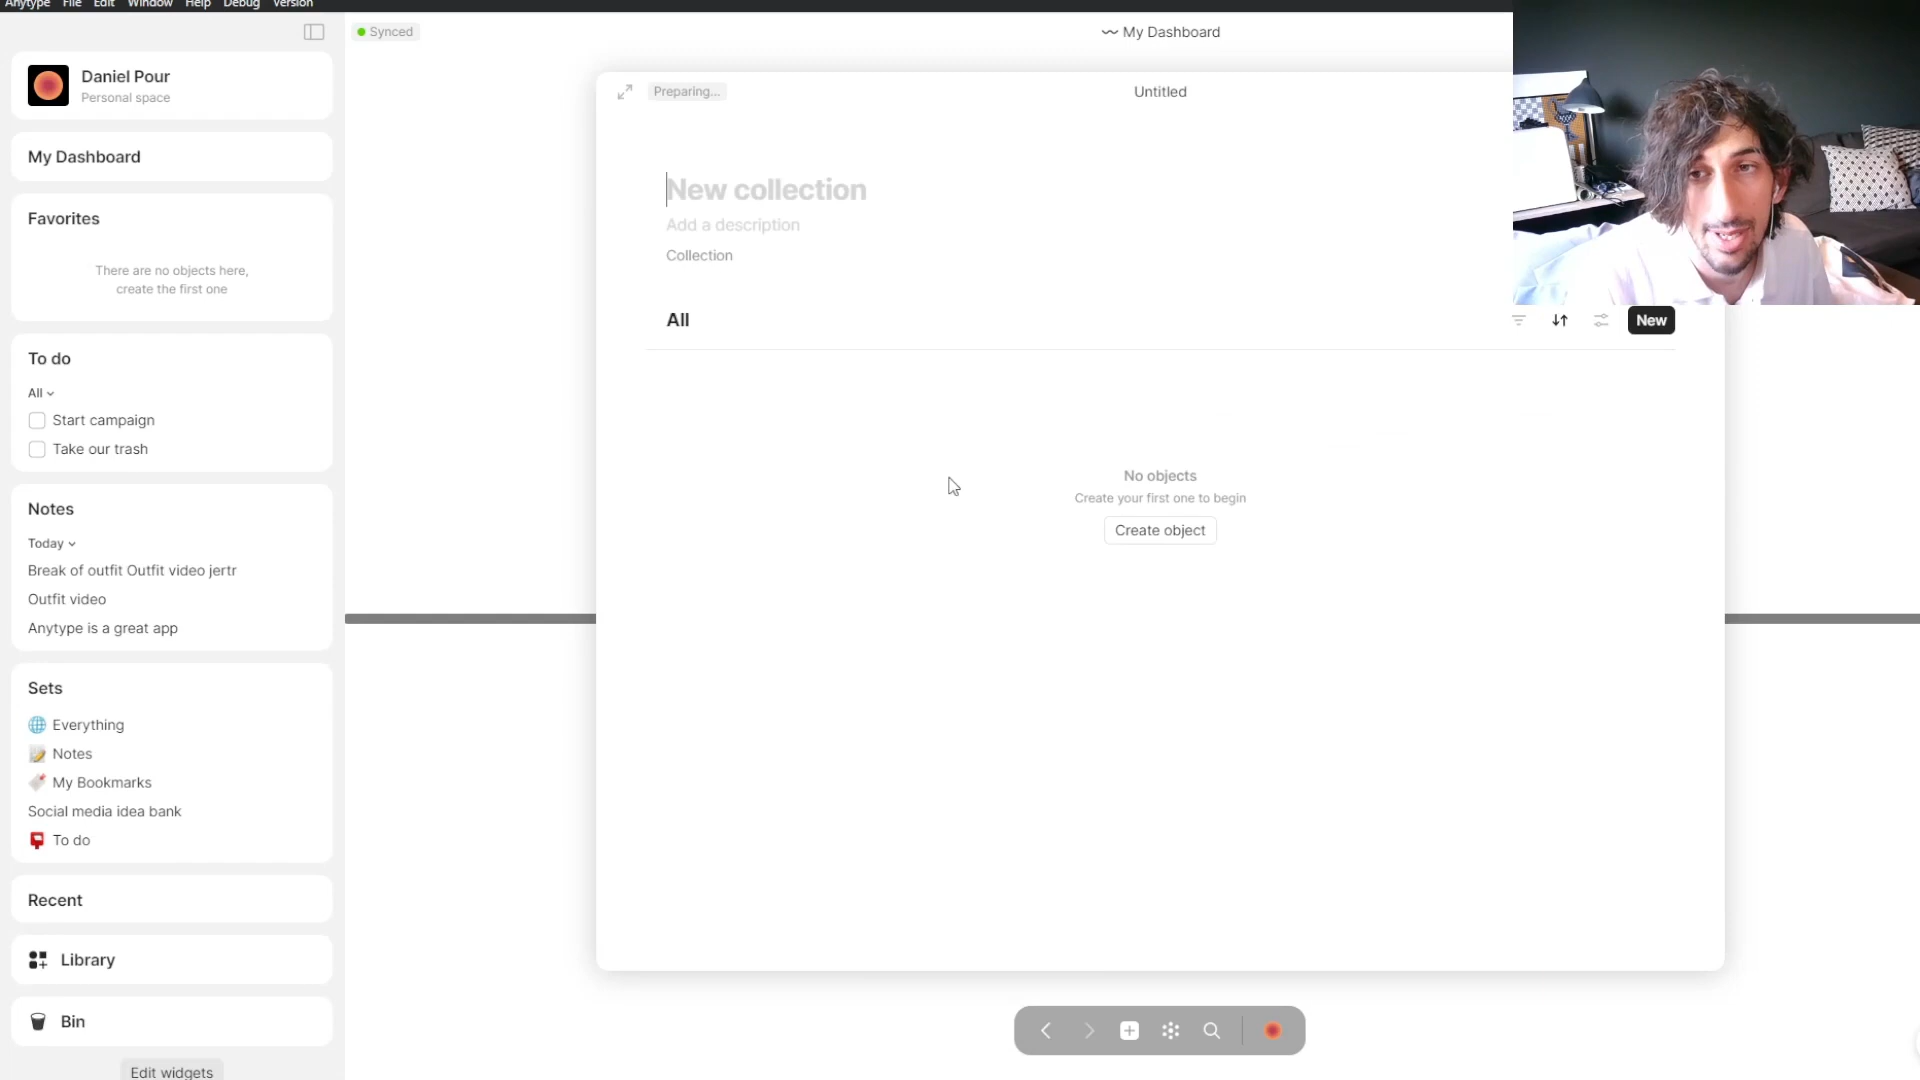 Anytype File Edit Window Help Debug Version
Synced
My Dashboard
Daniel Pour
Personal space
My Dashboard
Favorites
There are no objects here,
create the first one
To do
All
Start campaign
Take our trash
Notes
Today
Break of outfit Outfit video jertr
Outfit video
Anytype is a great app
Sets
Everything
Notes
My Bookmarks
Social media idea bank
To do
Recent
Library
Bin
Edit widgets
Preparing...
Untitled
New collection
Add a description
Collection
All
New
No objects
Create your first one to begin
Create object